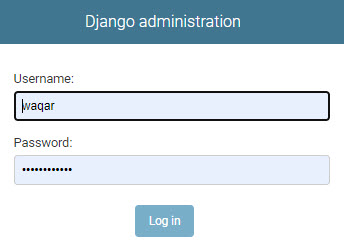 Django administration
Username:
waqar
Password:
••••••••••••
Log in